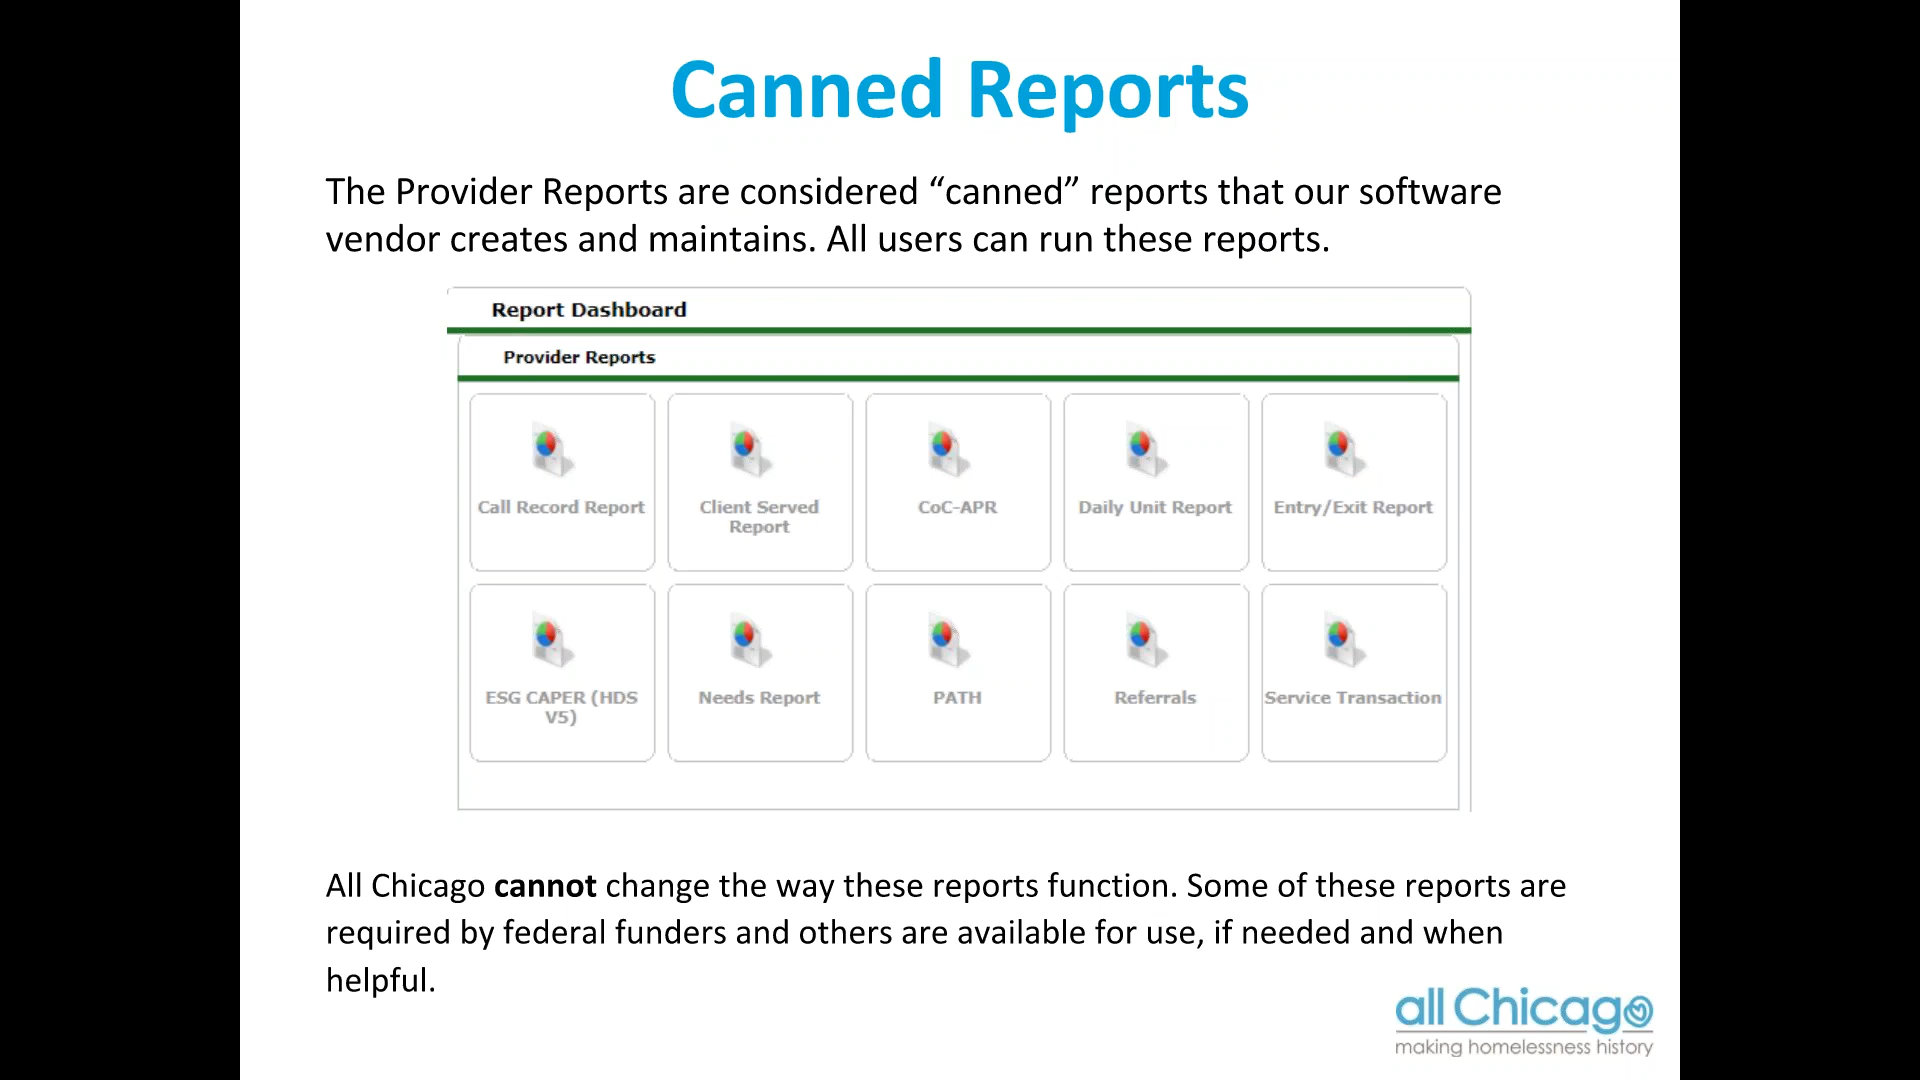 Canned Reports
The Provider Reports are considered “canned” reports that our software
vendor creates and maintains. All users can run these reports.
Report Dashboard
Provider Reports
Call Record Report
Client Served
Report
CoC-APR
Daily Unit Report
Entry/Exit Report
ESG CAPER (HDS
V5)
Needs Report
PATH
Referrals
Service Transaction
All Chicago cannot change the way these reports function. Some of these reports are
required by federal funders and others are available for use, if needed and when
helpful.
all Chicago
making homelessness history